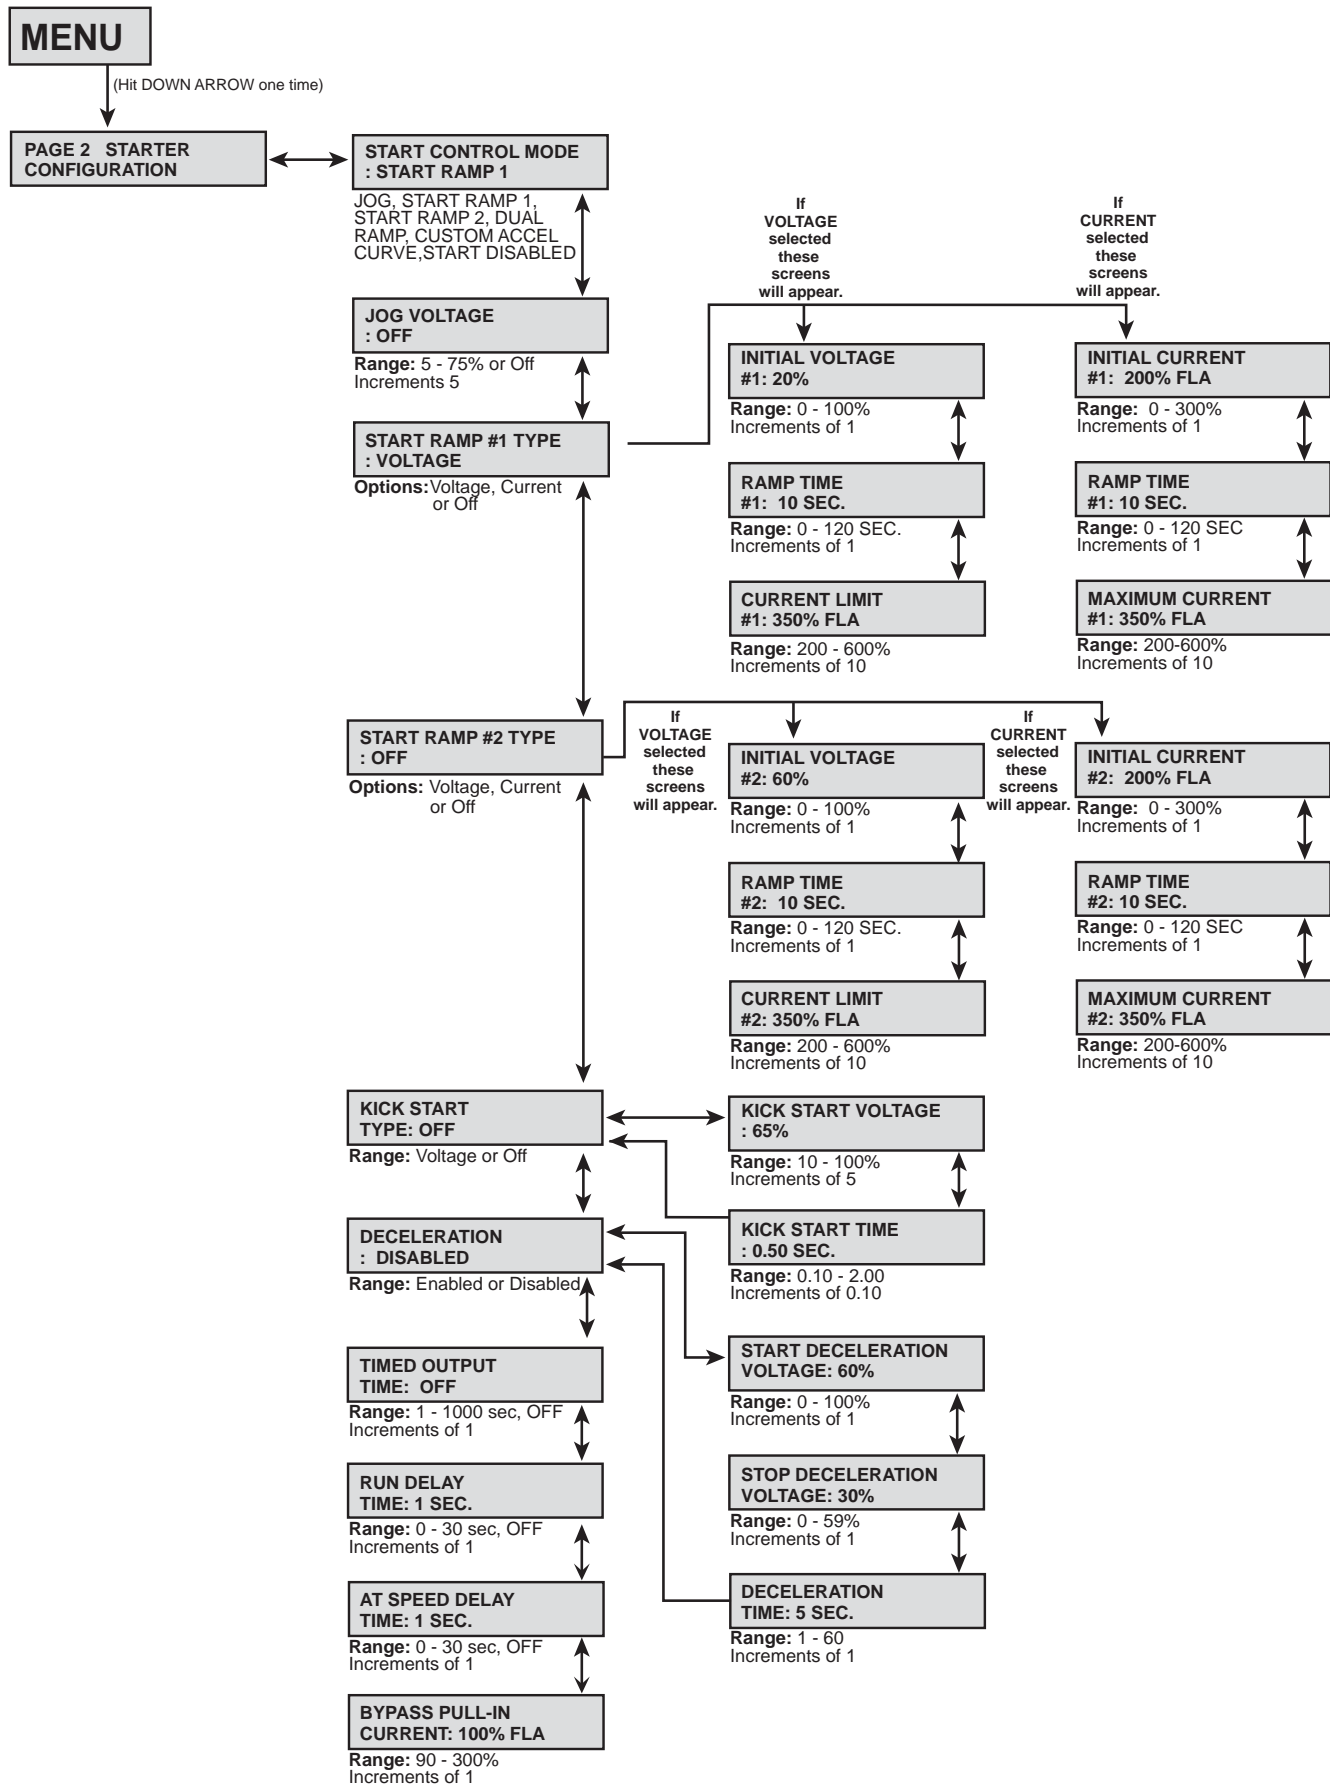 MENU
(Hit DOWN ARROW one time)
PAGE 2 STARTER
CONFIGURATION
START CONTROL MODE
: START RAMP 1
JOG, START RAMP 1,
START RAMP 2, DUAL
RAMP, CUSTOM ACCEL
CURVE,START DISABLED
JOG VOLTAGE
: OFF
Range: 5 - 75% or Off
Increments 5
START RAMP #1 TYPE
: VOLTAGE
Options:Voltage, Current
or Off
If
VOLTAGE
selected
these
screens
will appear.
INITIAL VOLTAGE
#1: 20%
Range: 0 - 100%
Increments of 1
RAMP TIME
#1: 10 SEC.
Range: 0 - 120 SEC.
Increments of 1
CURRENT LIMIT
#1: 350% FLA
Range: 200 - 600%
Increments of 10
If
CURRENT
selected
these
screens
will appear.
INITIAL CURRENT
#1: 200% FLA
Range: 0 - 300%
Increments of 1
RAMP TIME
#1: 10 SEC.
Range: 0 - 120 SEC
Increments of 1
MAXIMUM CURRENT
#1: 350% FLA
Range: 200-600%
Increments of 10
START RAMP #2 TYPE
: OFF
Options: Voltage, Current
or Off
If
VOLTAGE
selected
these
screens
will appear.
INITIAL VOLTAGE
#2: 60%
Range: 0 - 100%
Increments of 1
RAMP TIME
#2: 10 SEC.
Range: 0 - 120 SEC.
Increments of 1
CURRENT LIMIT
#2: 350% FLA
Range: 200 - 600%
Increments of 10
If
CURRENT
selected
these
screens
will appear.
INITIAL CURRENT
#2: 200% FLA
Range: 0 - 300%
Increments of 1
RAMP TIME
#2: 10 SEC.
Range: 0 - 120 SEC
Increments of 1
MAXIMUM CURRENT
#2: 350% FLA
Range: 200-600%
Increments of 10
KICK START
TYPE: OFF
Range: Voltage or Off
KICK START VOLTAGE
: 65%
Range: 10 - 100%
Increments of 5
KICK START TIME
: 0.50 SEC.
Range: 0.10 - 2.00
Increments of 0.10
DECELERATION
: DISABLED
Range: Enabled or Disabled
START DECELERATION
VOLTAGE: 60%
Range: 0 - 100%
Increments of 1
STOP DECELERATION
VOLTAGE: 30%
Range: 0 - 59%
Increments of 1
DECELERATION
TIME: 5 SEC.
Range: 1 - 60
Increments of 1
TIMED OUTPUT
TIME: OFF
Range: 1 - 1000 sec, OFF
Increments of 1
RUN DELAY
TIME: 1 SEC.
Range: 0 - 30 sec, OFF
Increments of 1
AT SPEED DELAY
TIME: 1 SEC.
Range: 0 - 30 sec, OFF
Increments of 1
BYPASS PULL-IN
CURRENT: 100% FLA
Range: 90 - 300%
Increments of 1